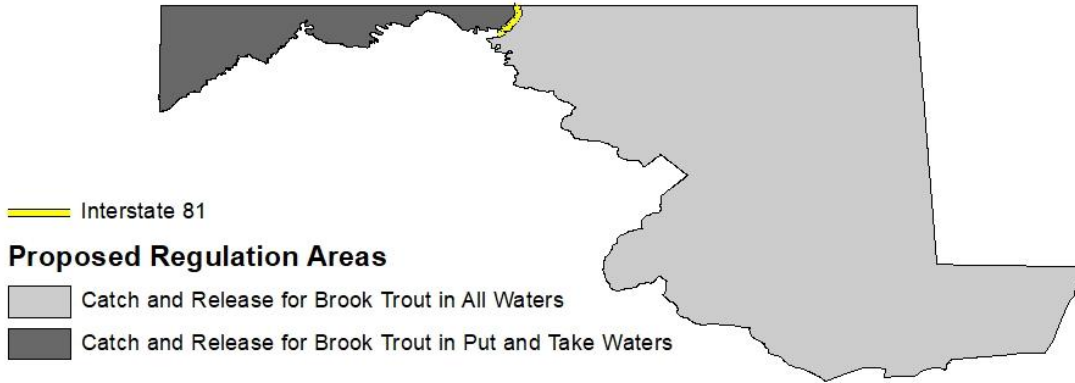 Interstate 81
Proposed Regulation Areas
Catch and Release for Brook Trout in All Waters
Catch and Release for Brook Trout in Put and Take Waters